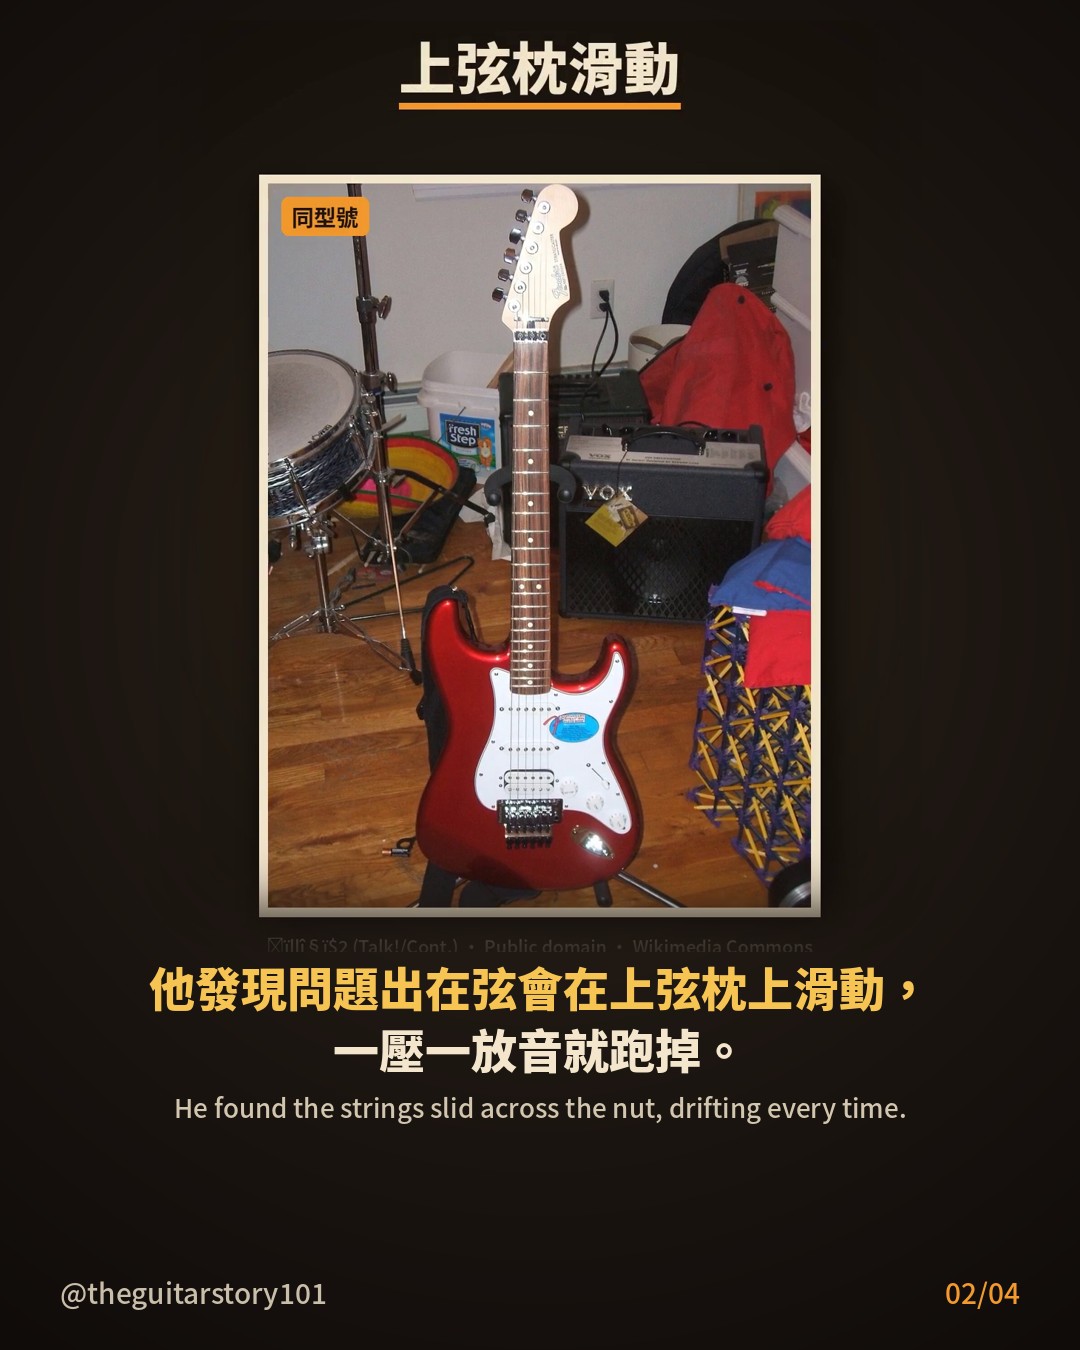 上弦枕滑動
同型號
fresh
step
VOX
(Talk!/Cont.) • Public domain • Wikimedia Commons
他發現問題出在弦會在上弦枕上滑動，
一壓一放音就跑掉。
He found the strings slid across the nut, drifting every time.
@theguitarstory101
02/04